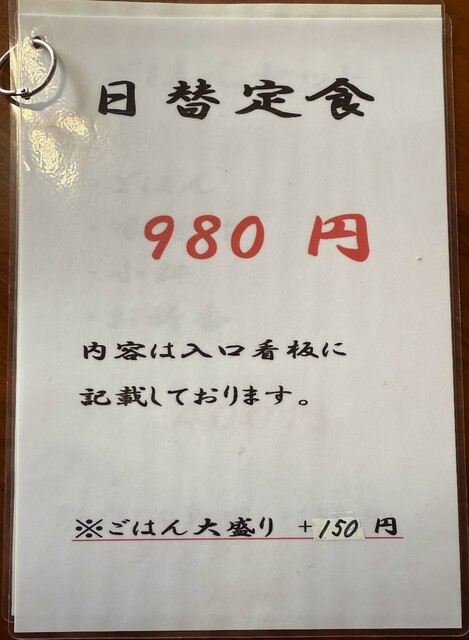 日替定食
980 円
内容は入口看板に
記載しております。
※ごはん大盛り +150 円